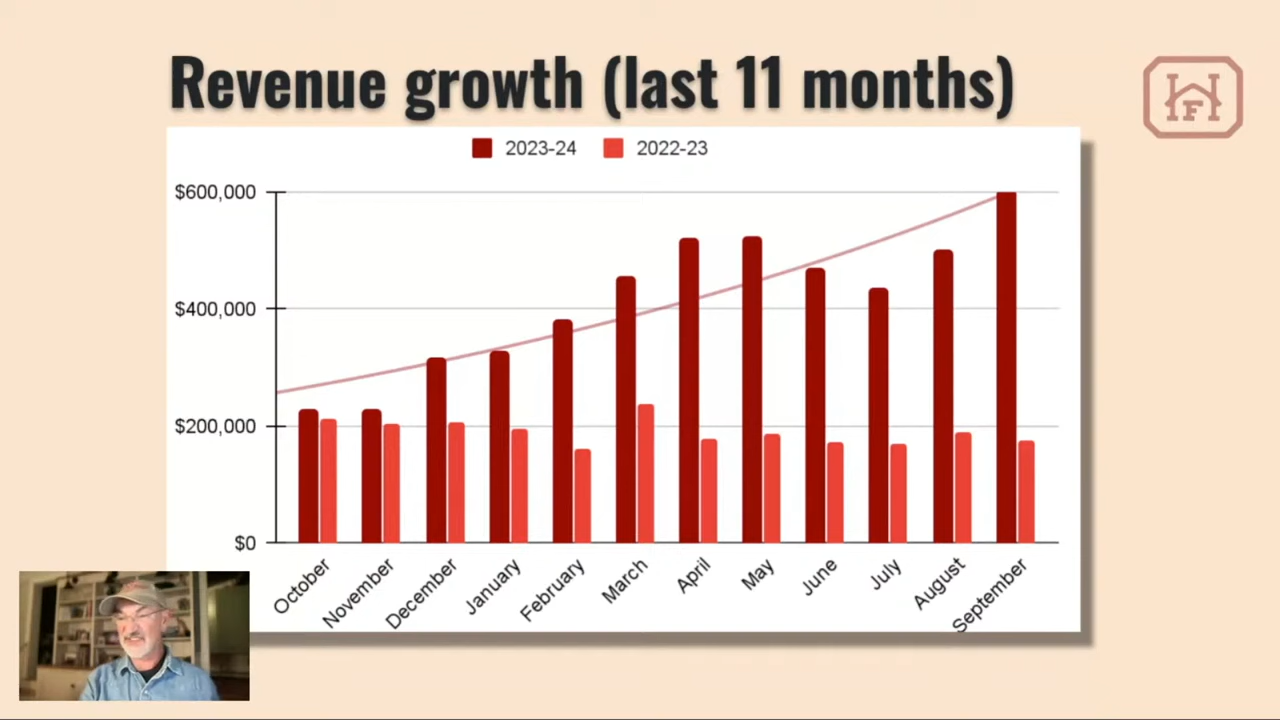 Revenue growth (last 11 months)
HFH
2023-24
2022-23
$600,000
$400,000
$200,000
$0
October
November
December
January
February
March
April
May
June
July
August
September